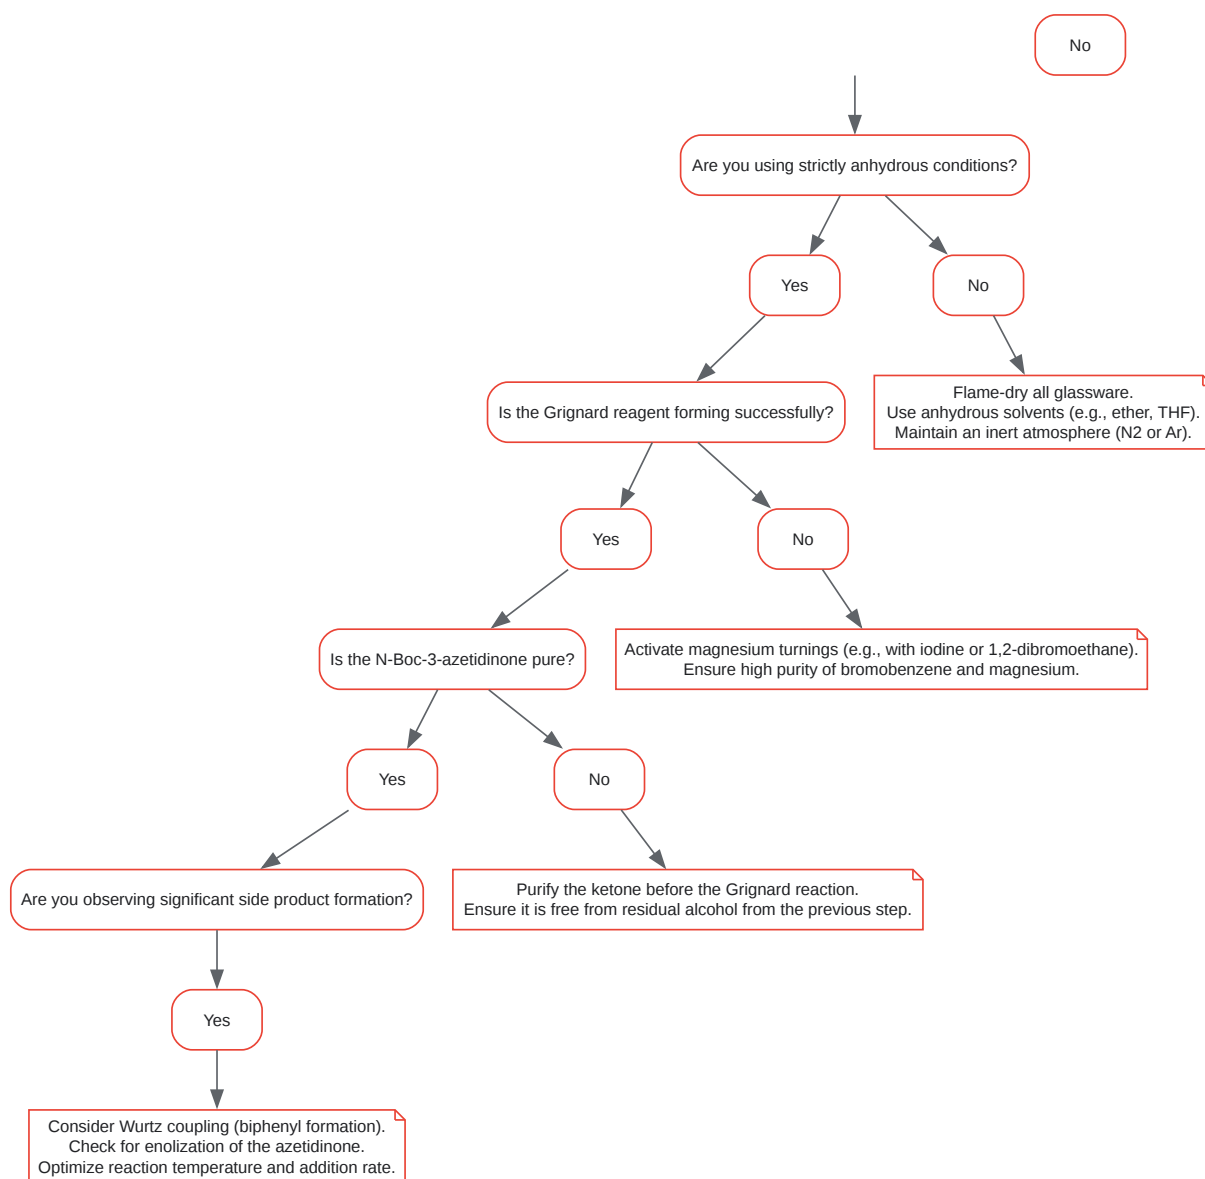 No
Are you using strictly anhydrous conditions?
Yes
No
Flame-dry all glassware.
Use anhydrous solvents (e.g., ether, THF).
Maintain an inert atmosphere (N2 or Ar).
Is the Grignard reagent forming successfully?
Yes
No
Activate magnesium turnings (e.g., with iodine or 1,2-dibromoethane).
Ensure high purity of bromobenzene and magnesium.
Is the N-Boc-3-azetidinone pure?
Yes
No
Purify the ketone before the Grignard reaction.
Ensure it is free from residual alcohol from the previous step.
Are you observing significant side product formation?
Yes
Consider Wurtz coupling (biphenyl formation).
Check for enolization of the azetidinone.
Optimize reaction temperature and addition rate.